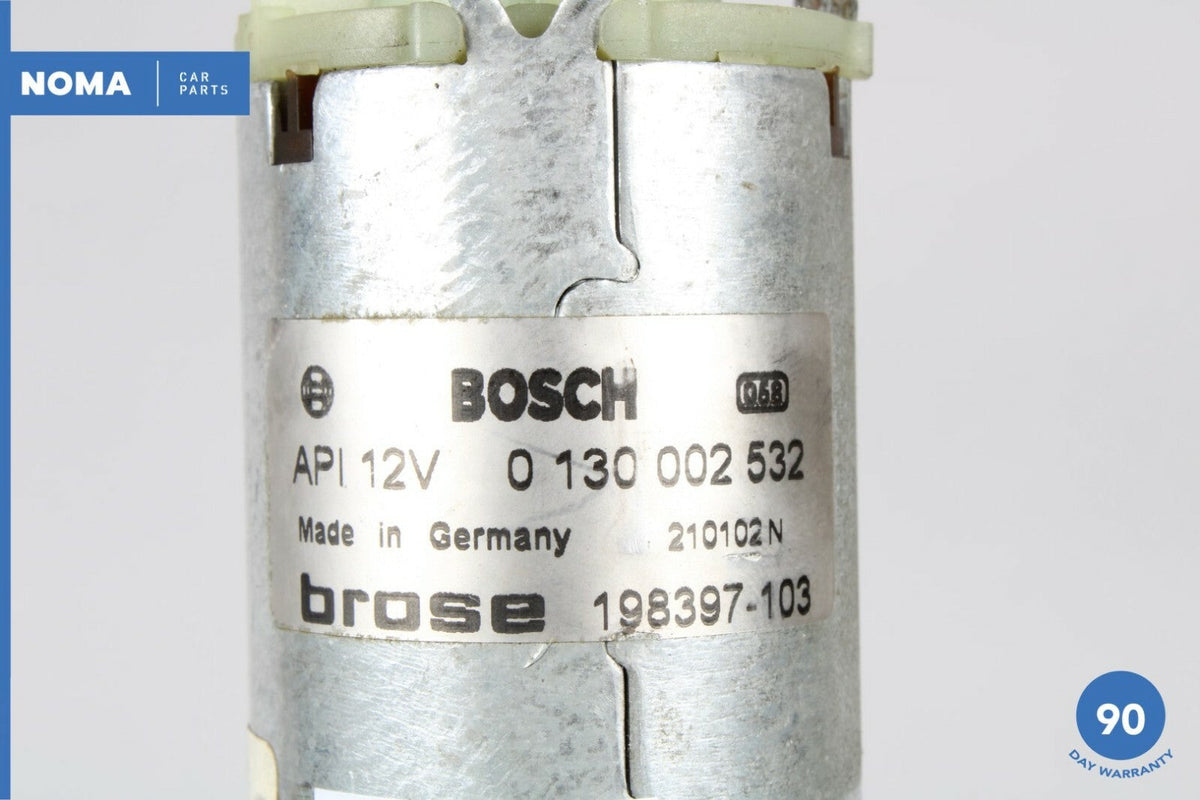 NOMA
CAR
PARTS
BOSCH 068
API 12V 0 130 002 532
Made in Germany 210102N
brose 198397-103
90
DAY WARRANTY